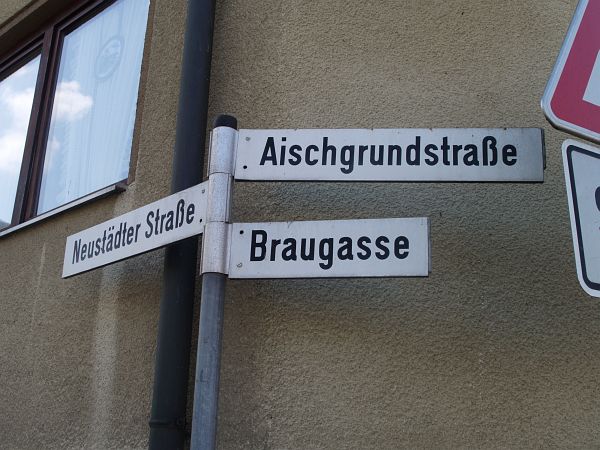 Aischgrundstraße
Neustädter Straße
Braugasse